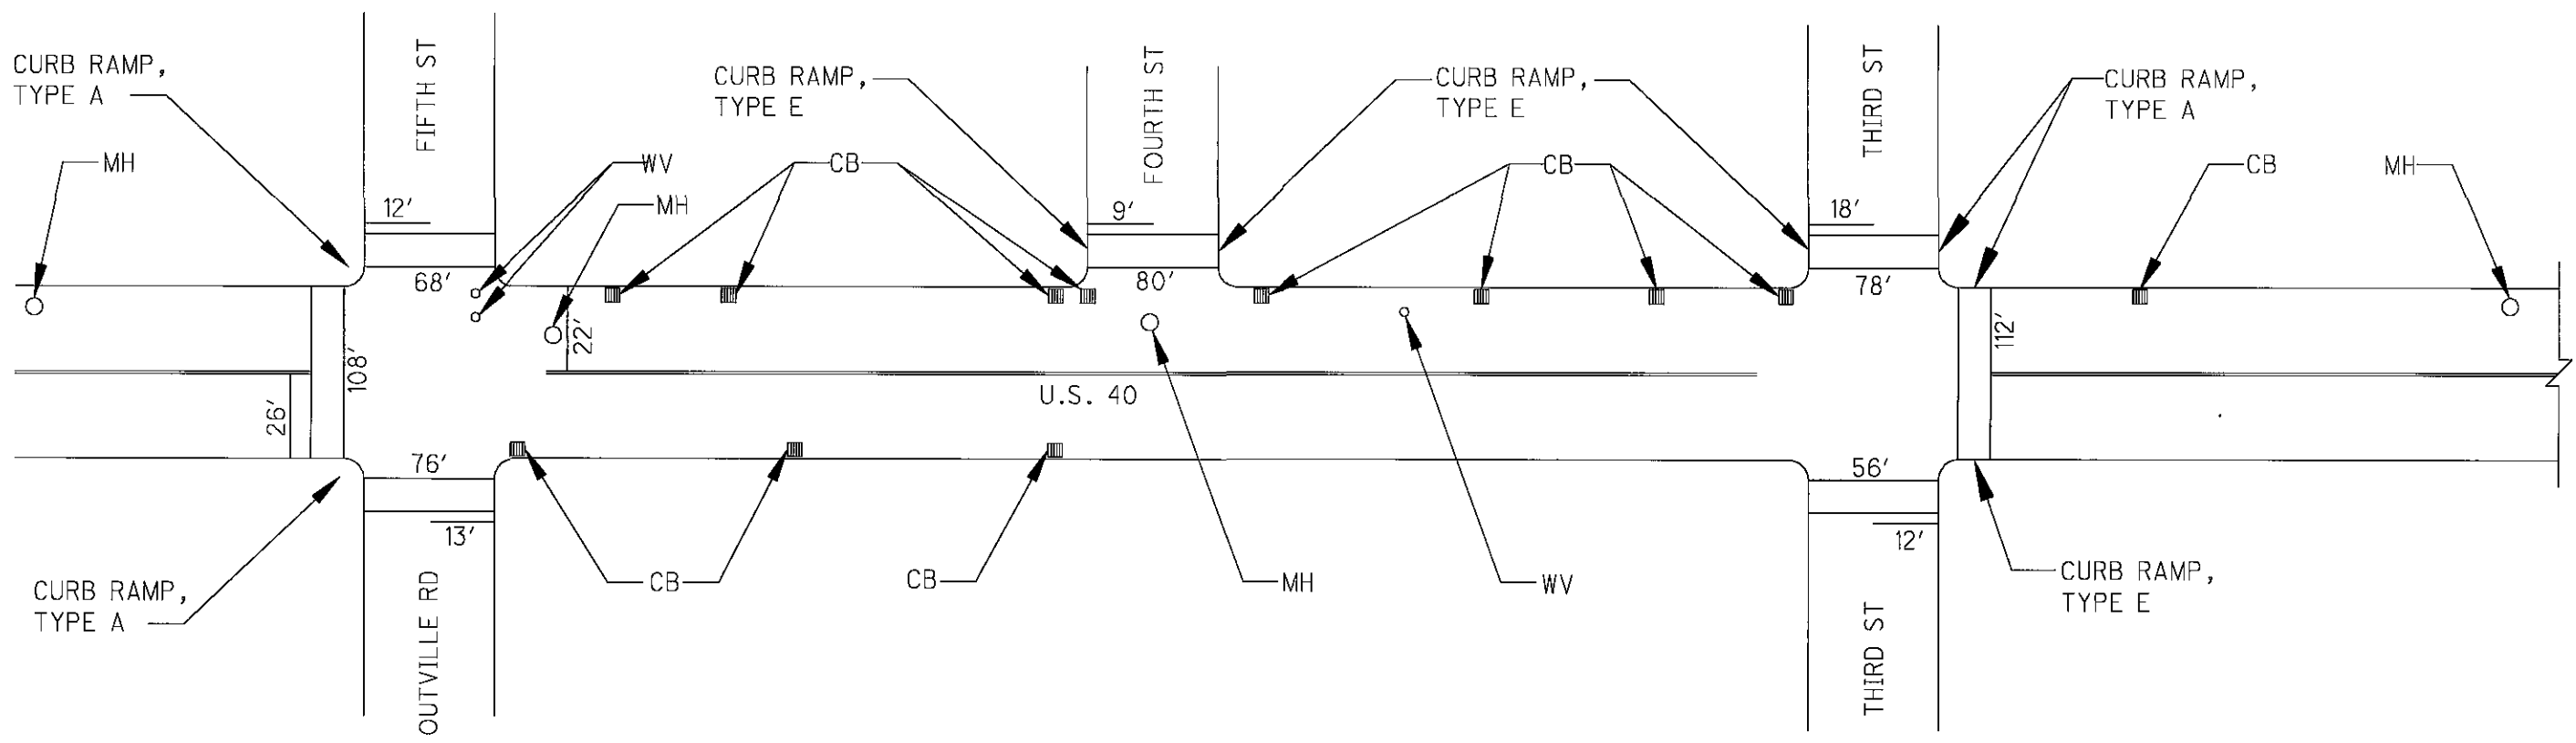 CURB RAMP,
TYPE A
FIFTH ST
CURB RAMP,
TYPE E
FOURTH ST
CURB RAMP,
TYPE E
THIRD ST
CURB RAMP,
TYPE A
MH
WV
CB
CB
CB
MH
MH
12'
9'
18'
68'
80'
78'
22'
108'
112'
U.S. 40
26'
76'
56'
13'
12'
CURB RAMP,
TYPE A
CB
CB
MH
WV
CURB RAMP,
TYPE E
OUTVILLE RD
THIRD ST